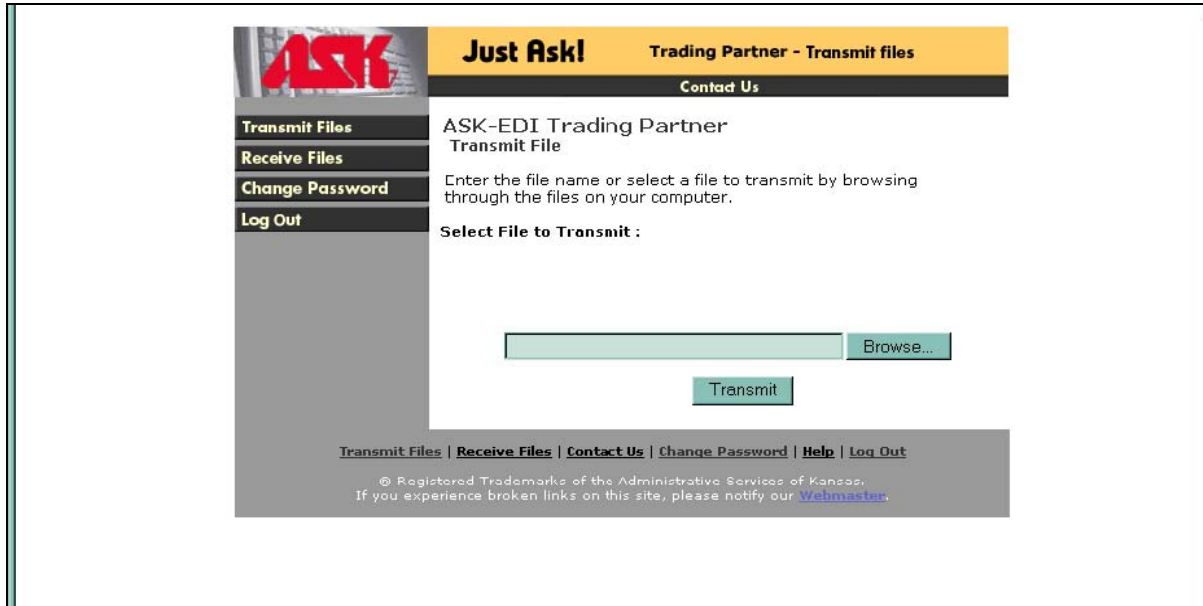 ASK
Just Ask!
Trading Partner - Transmit files
Contact Us
Transmit Files
Receive Files
Change Password
Log Out
ASK-EDI Trading Partner
Transmit File
Enter the file name or select a file to transmit by browsing
through the files on your computer.
Select File to Transmit :
Browse...
Transmit
Transmit Files | Receive Files | Contact Us | Change Password | Help | Log Out
® Registered Trademarks of the Administrative Services of Kansas.
If you experience broken links on this site, please notify our Webmaster.